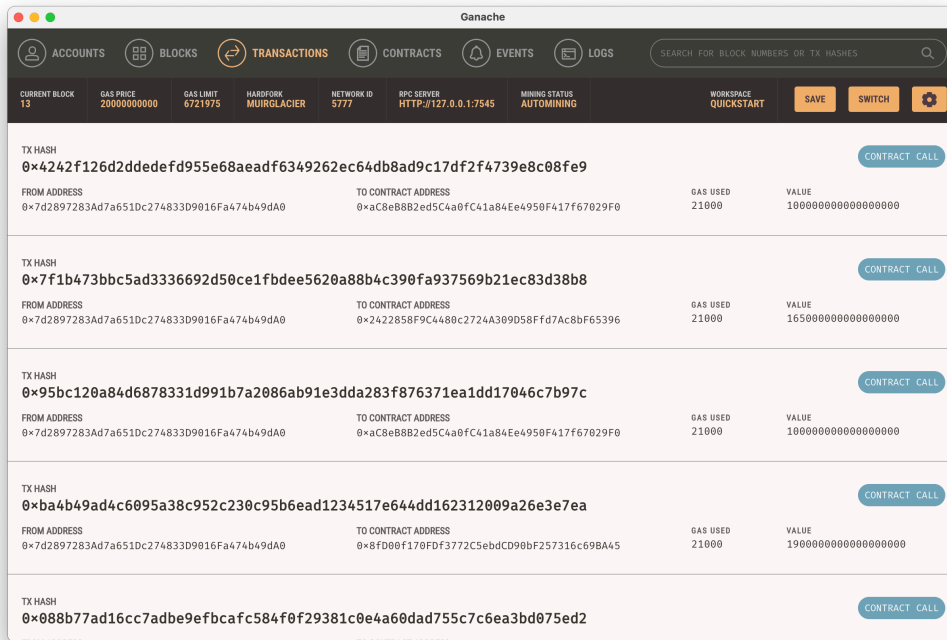 Ganache
ACCOUNTS BLOCKS TRANSACTIONS CONTRACTS EVENTS LOGS SEARCH FOR BLOCK NUMBERS OR TX HASHES
CURRENT BLOCK GAS PRICE GAS LIMIT HARDFORK NETWORK ID RPC SERVER MINING STATUS WORKSPACE
13 20000000000 6721975 MUIRGLACIER 5777 HTTP://127.0.0.1:7545 AUTOMINING QUICKSTART SAVE SWITCH
TX HASH
0×4242f126d2ddedefd955e68aeadf6349262ec64db8ad9c17df2f4739e8c08fe9 CONTRACT CALL
FROM ADDRESS TO CONTRACT ADDRESS GAS USED VALUE
0×7d2897283Ad7a651Dc274833D9016Fa474b49dA0 0×aC8eB8B2ed5C4a0fC41a84Ee4950F417f67029F0 21000 100000000000000000
TX HASH
0×7f1b473bbc5ad3336692d50ce1fbdee5620a88b4c390fa937569b21ec83d38b8 CONTRACT CALL
FROM ADDRESS TO CONTRACT ADDRESS GAS USED VALUE
0×7d2897283Ad7a651Dc274833D9016Fa474b49dA0 0×2422858F9C4480c2724A309D58Ffd7Ac8bF65396 21000 165000000000000000
TX HASH
0×95bc120a84d6878331d991b7a2086ab91e3dda283f876371ea1dd17046c7b97c CONTRACT CALL
FROM ADDRESS TO CONTRACT ADDRESS GAS USED VALUE
0×7d2897283Ad7a651Dc274833D9016Fa474b49dA0 0×aC8eB8B2ed5C4a0fC41a84Ee4950F417f67029F0 21000 100000000000000000
TX HASH
0×ba4b49ad4c6095a38c952c230c95b6ead1234517e644dd162312009a26e3e7ea CONTRACT CALL
FROM ADDRESS TO CONTRACT ADDRESS GAS USED VALUE
0×7d2897283Ad7a651Dc274833D9016Fa474b49dA0 0×8fD00f170FDf3772C5ebdCD90bF257316c69BA45 21000 1900000000000000000
TX HASH
0×088b77ad16cc7adbe9efbcafc584f0f29381c0e4a60dad755c7c6ea3bd075ed2 CONTRACT CALL